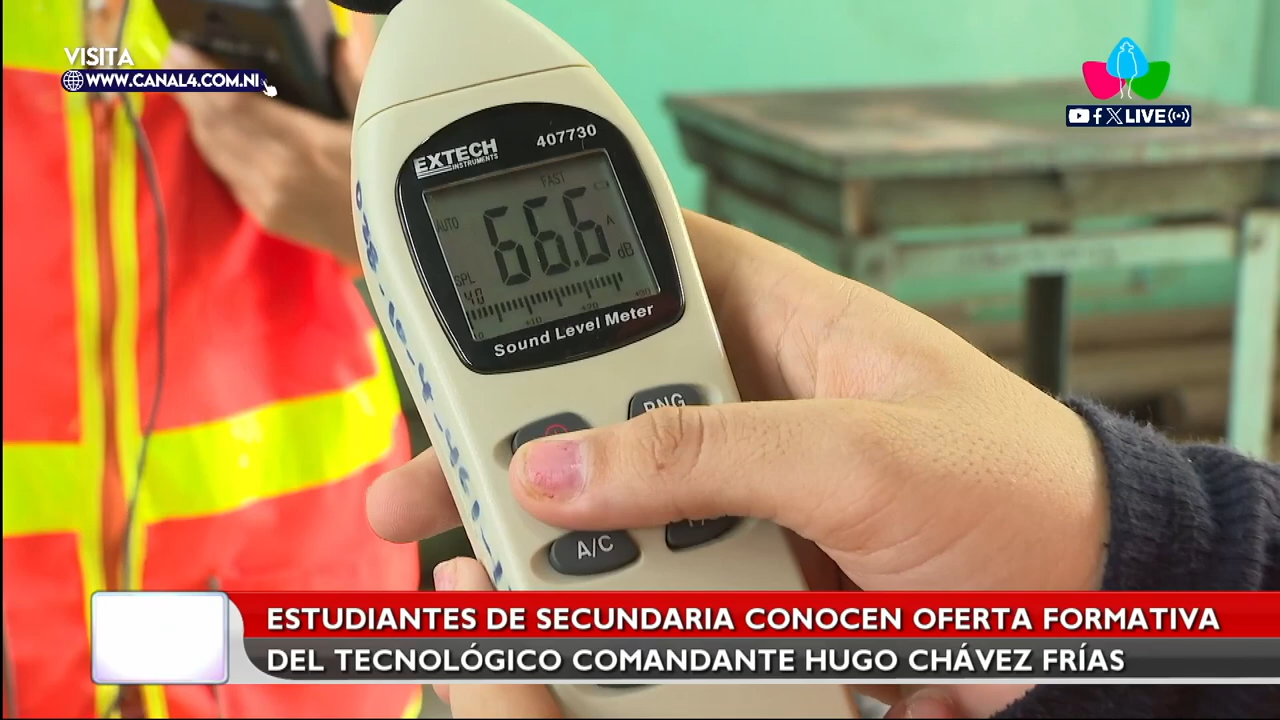 VISITA
WWW.CANAL4.COM.NI
LIVE
EXTECH
INSTRUMENTS
407730
FAST
AUTO
66.6
A
dB
SPL
40
Sound Level Meter
A/C
ESTUDIANTES DE SECUNDARIA CONOCEN OFERTA FORMATIVA
DEL TECNOLÓGICO COMANDANTE HUGO CHÁVEZ FRÍAS